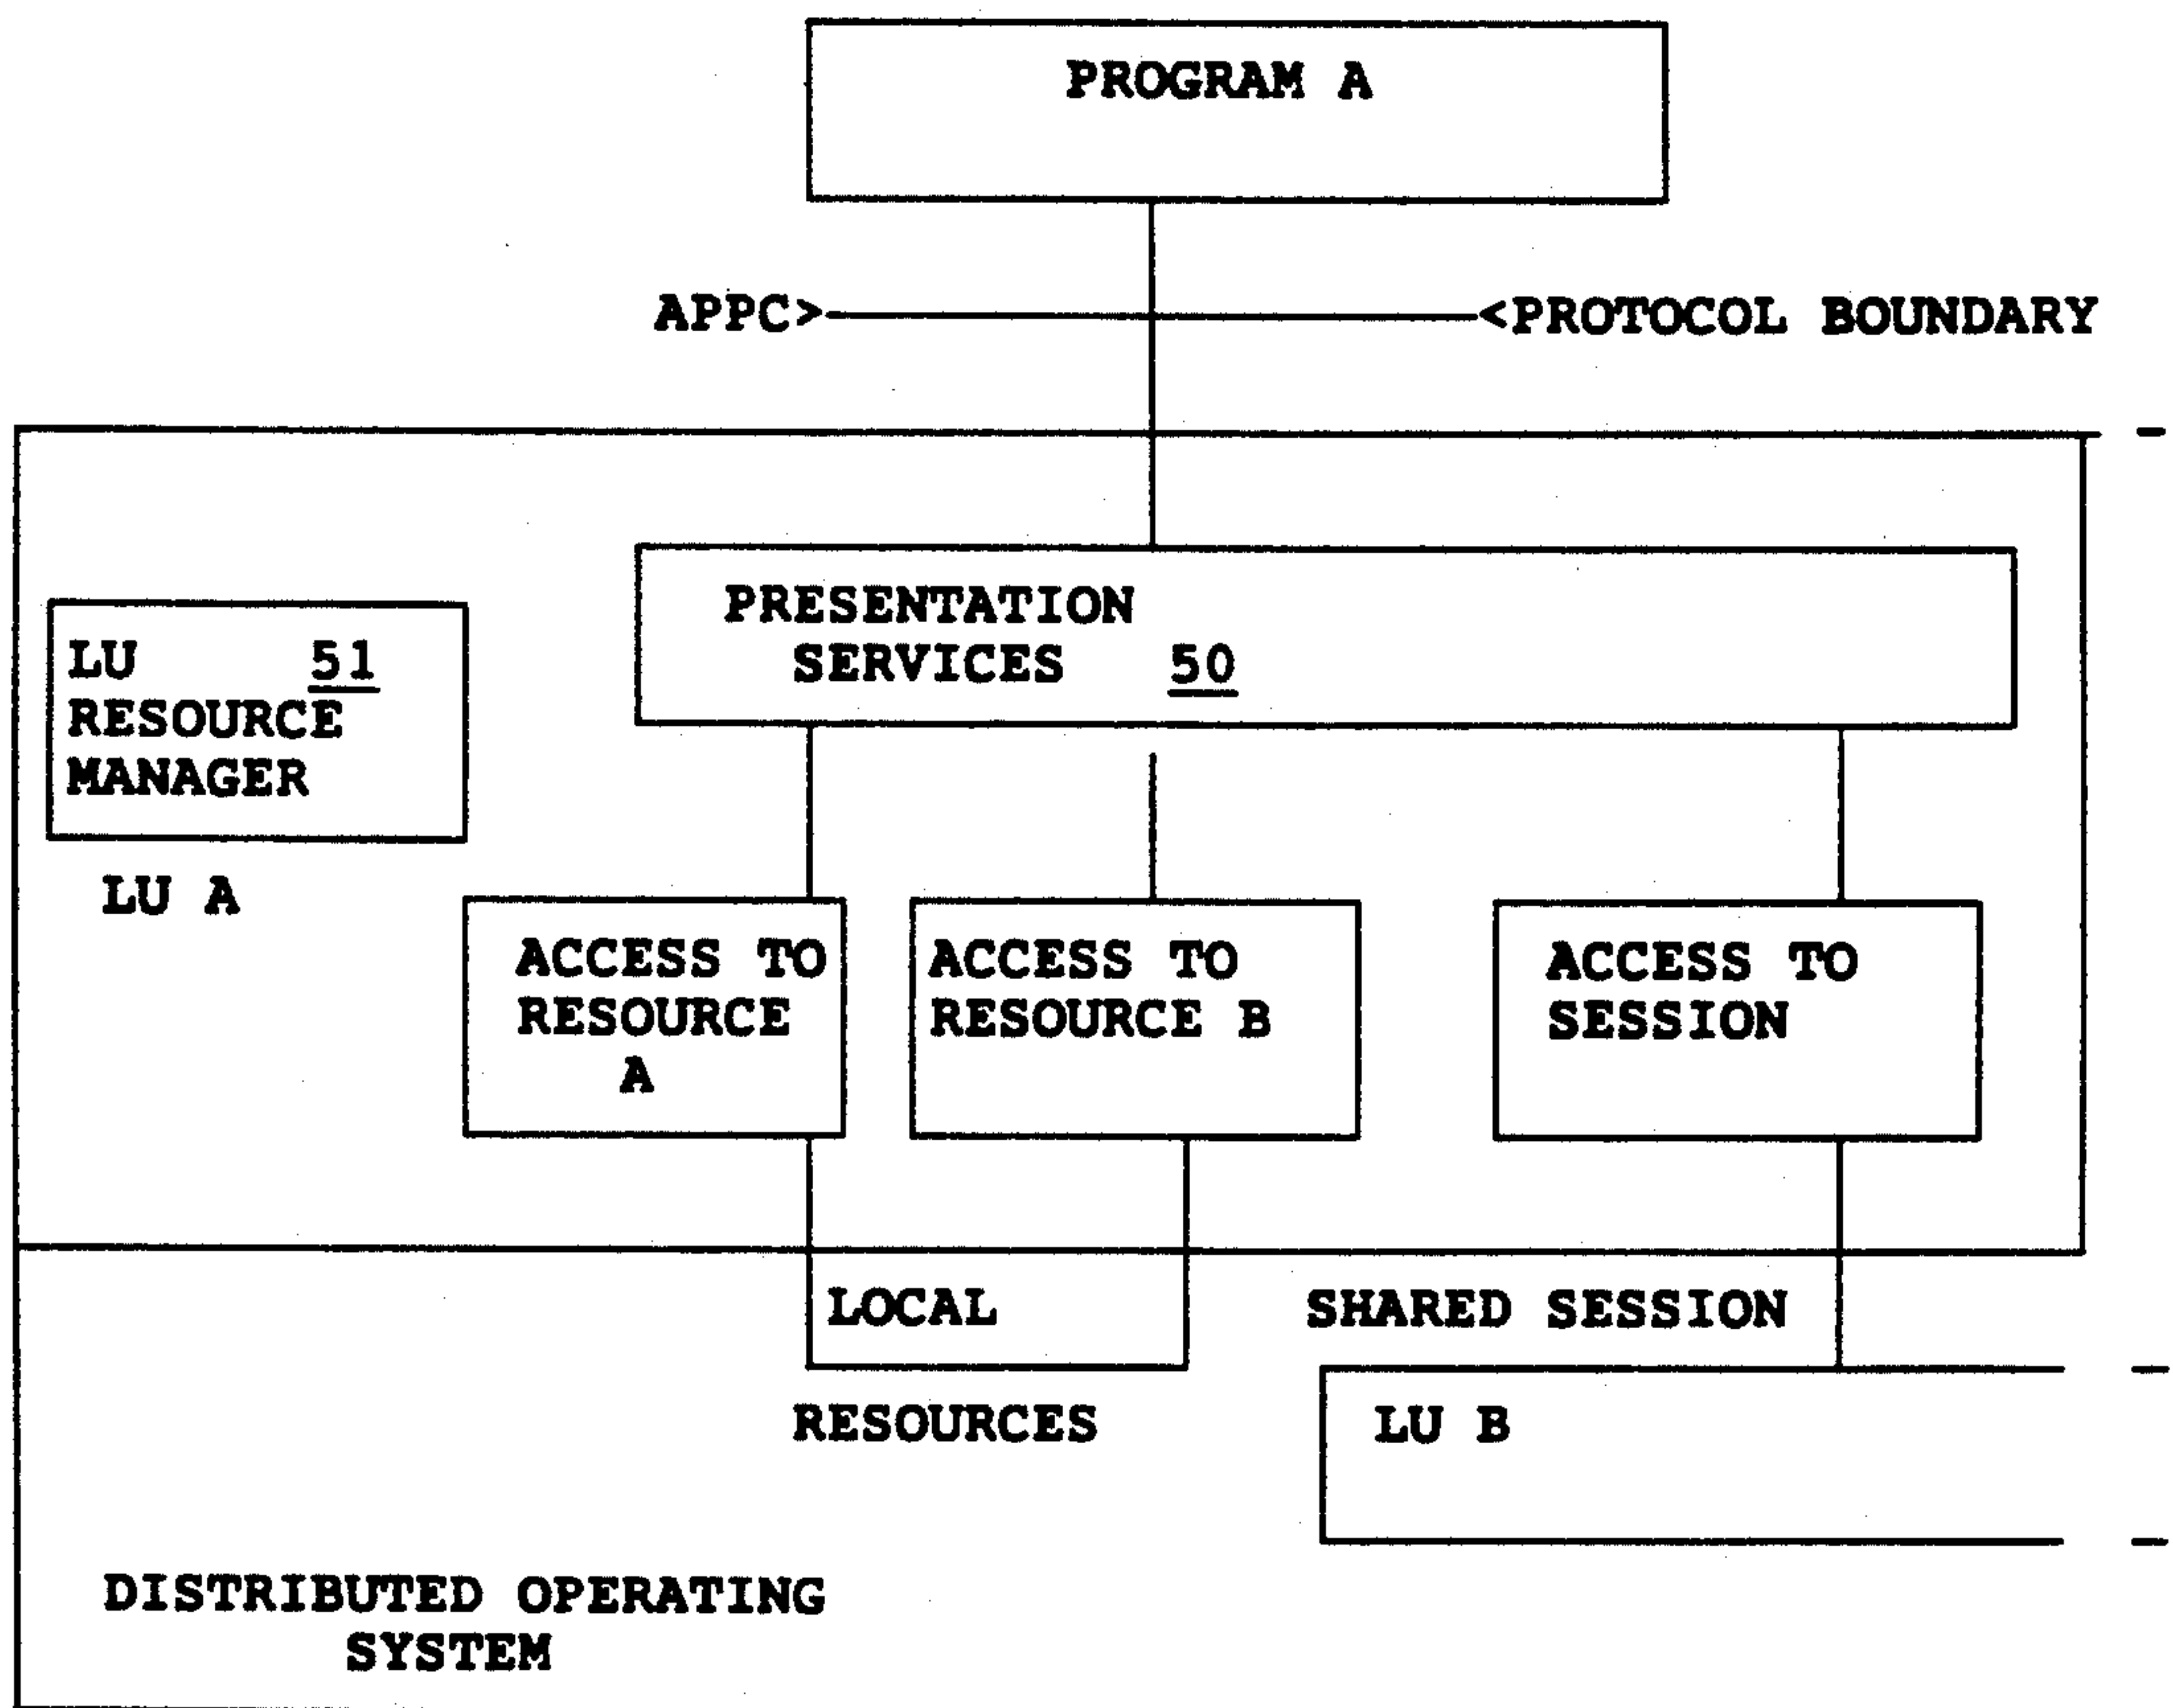 PROGRAM A
APPC> <PROTOCOL BOUNDARY
PRESENTATION
SERVICES 50
LU 51
RESOURCE
MANAGER
LU A
ACCESS TO
RESOURCE
A
ACCESS TO
RESOURCE B
ACCESS TO
SESSION
LOCAL
RESOURCES
SHARED SESSION
LU B
DISTRIBUTED OPERATING
SYSTEM